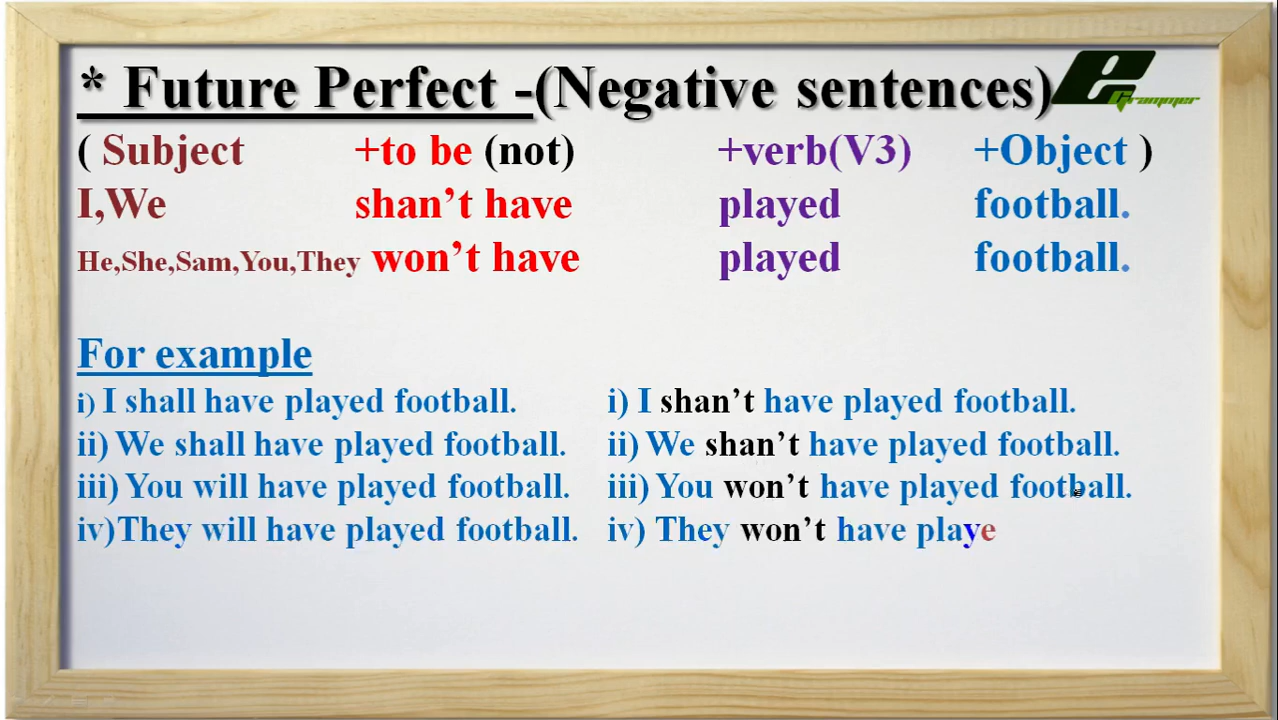 * Future Perfect -(Negative sentences)
e Grammer
( Subject +to be (not) +verb(V3) +Object )
I,We shan’t have played football.
He,She,Sam,You,They won’t have played football.
For example
i) I shall have played football. i) I shan’t have played football.
ii) We shall have played football. ii) We shan’t have played football.
iii) You will have played football. iii) You won’t have played football.
iv)They will have played football. iv) They won’t have playe